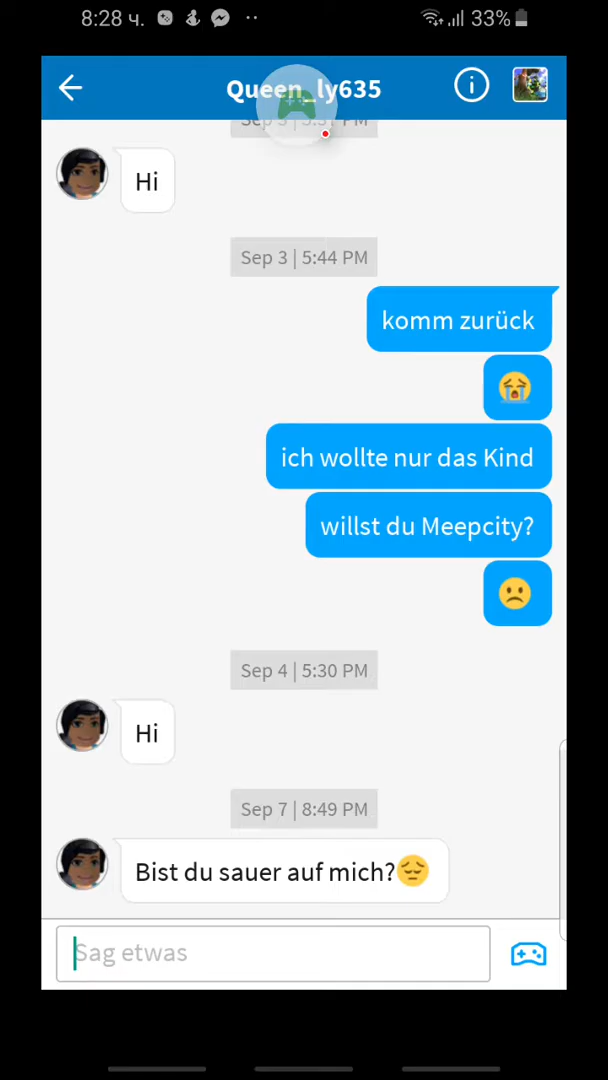 8:28 ч.
33%
Queen_ly635
Hi
Sep 3 | 5:44 PM
komm zurück
ich wollte nur das Kind
willst du Meepcity?
Sep 4 | 5:30 PM
Hi
Sep 7 | 8:49 PM
Bist du sauer auf mich?
Sag etwas